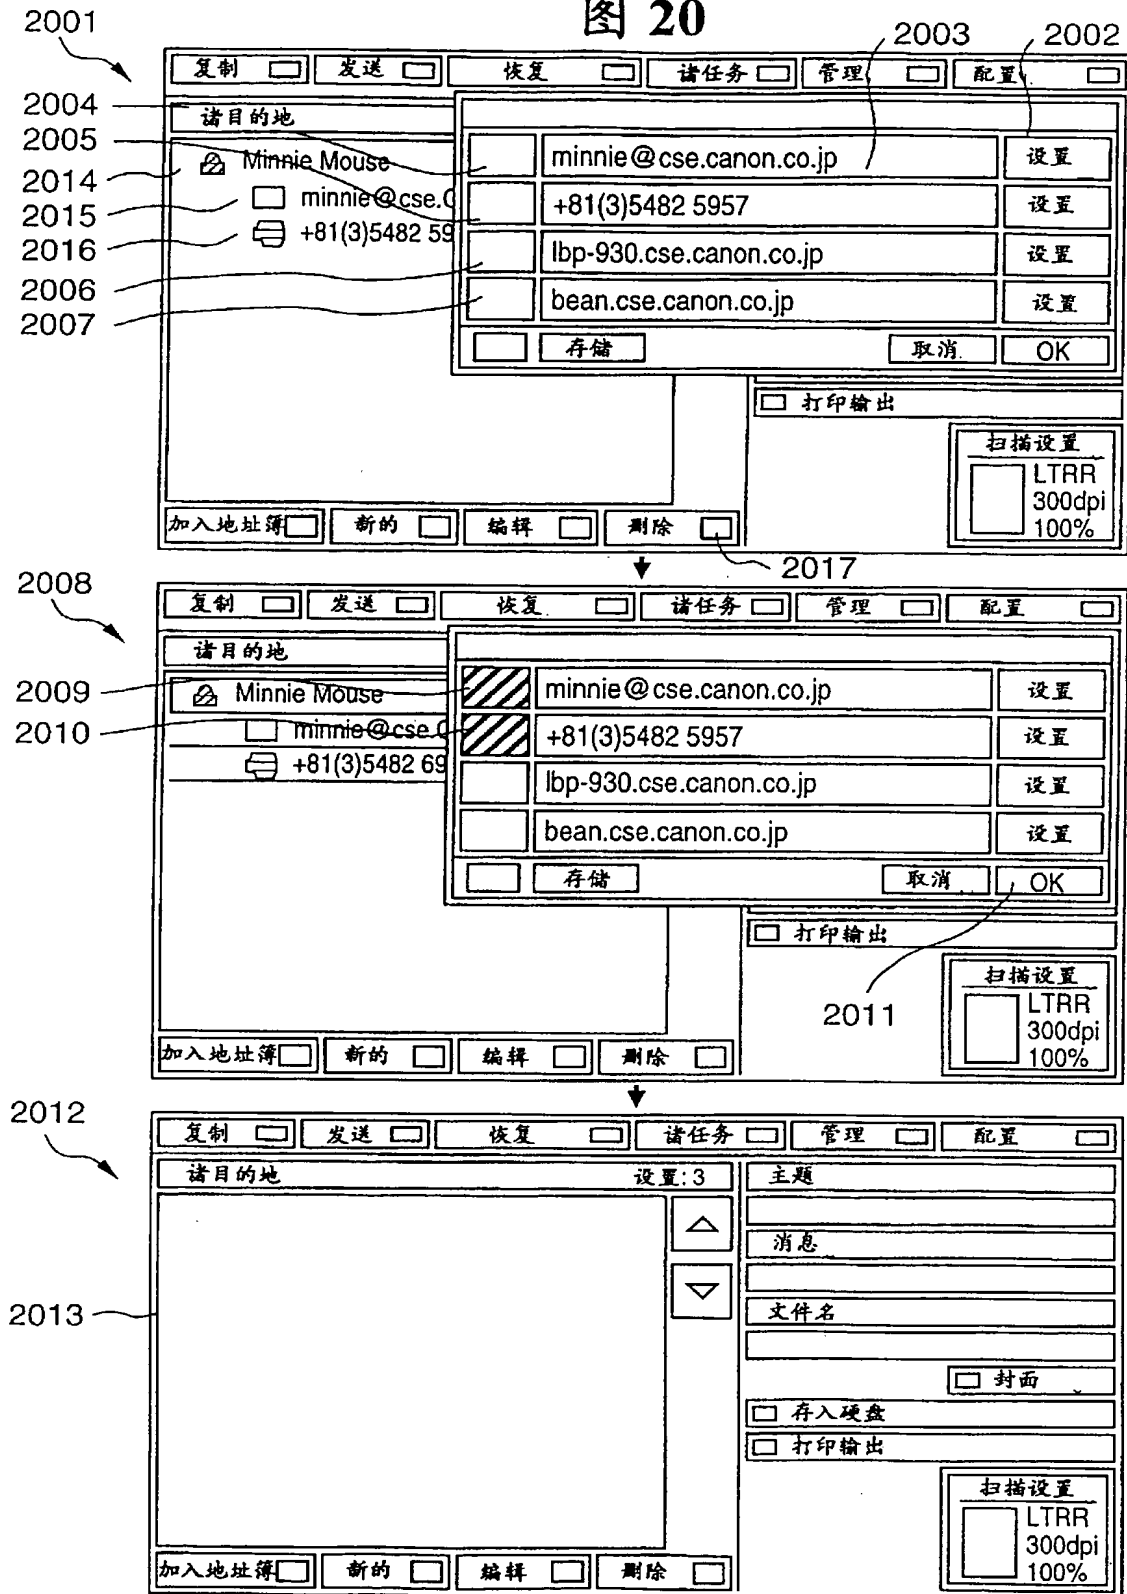 图 20
2001
2003
2002
复制 发送 恢复 诸任务 管理 配置
2004
诸目的地
2005
2014
Minnie Mouse
minnie@cse.canon.co.jp 设置
2015
minnie@cse.C
+81(3)5482 5957 设置
2016
+81(3)5482 59
lbp-930.cse.canon.co.jp 设置
2006
bean.cse.canon.co.jp 设置
2007
存储 取消 OK
打印输出
扫描设置
LTRR
300dpi
100%
加入地址簿 新的 编辑 删除
2017
2008
复制 发送 恢复 诸任务 管理 配置
诸目的地
2009
Minnie Mouse
minnie@cse.canon.co.jp 设置
2010
minnie@cse.C
+81(3)5482 5957 设置
+81(3)5482 69
lbp-930.cse.canon.co.jp 设置
bean.cse.canon.co.jp 设置
存储 取消 OK
打印输出
2011
扫描设置
LTRR
300dpi
100%
加入地址簿 新的 编辑 删除
2012
复制 发送 恢复 诸任务 管理 配置
诸目的地 设置: 3 主题
消息
2013
文件名
封面
存入硬盘
打印输出
扫描设置
LTRR
300dpi
100%
加入地址簿 新的 编辑 删除